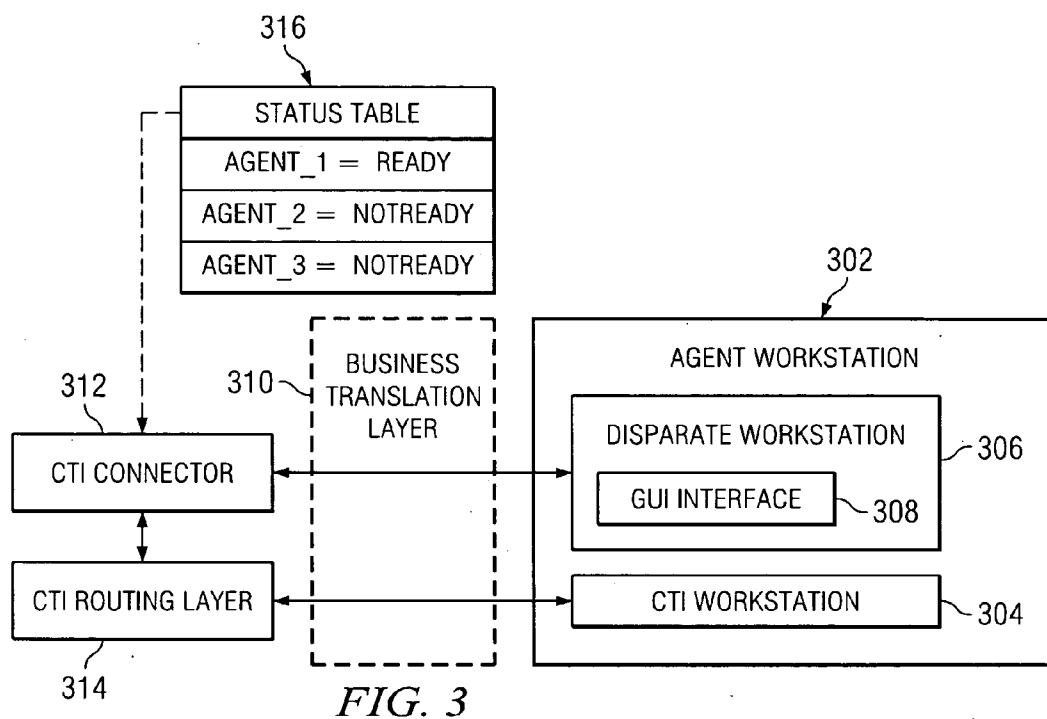 316
STATUS TABLE
AGENT_1 = READY
AGENT_2 = NOTREADY
AGENT_3 = NOTREADY
302
AGENT WORKSTATION
310
BUSINESS
TRANSLATION
LAYER
312
CTI CONNECTOR
DISPARATE WORKSTATION
306
GUI INTERFACE
308
CTI ROUTING LAYER
CTI WORKSTATION
304
314
FIG. 3